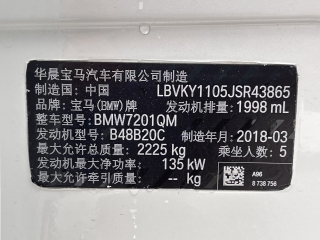 华晨宝马汽车有限公司制造
制造国: 中国 LBVKY1105JSR43865
品牌: 宝马(BMW)牌 发动机排量: 1998 mL
整车型号: BMW7201QM
发动机型号: B48B20C 制造年月: 2018-03
最大允许总质量: 2225 kg 乘坐人数: 5
发动机最大净功率: 135 kW A96
最大允许牵引质量: -- kg 8 738 756